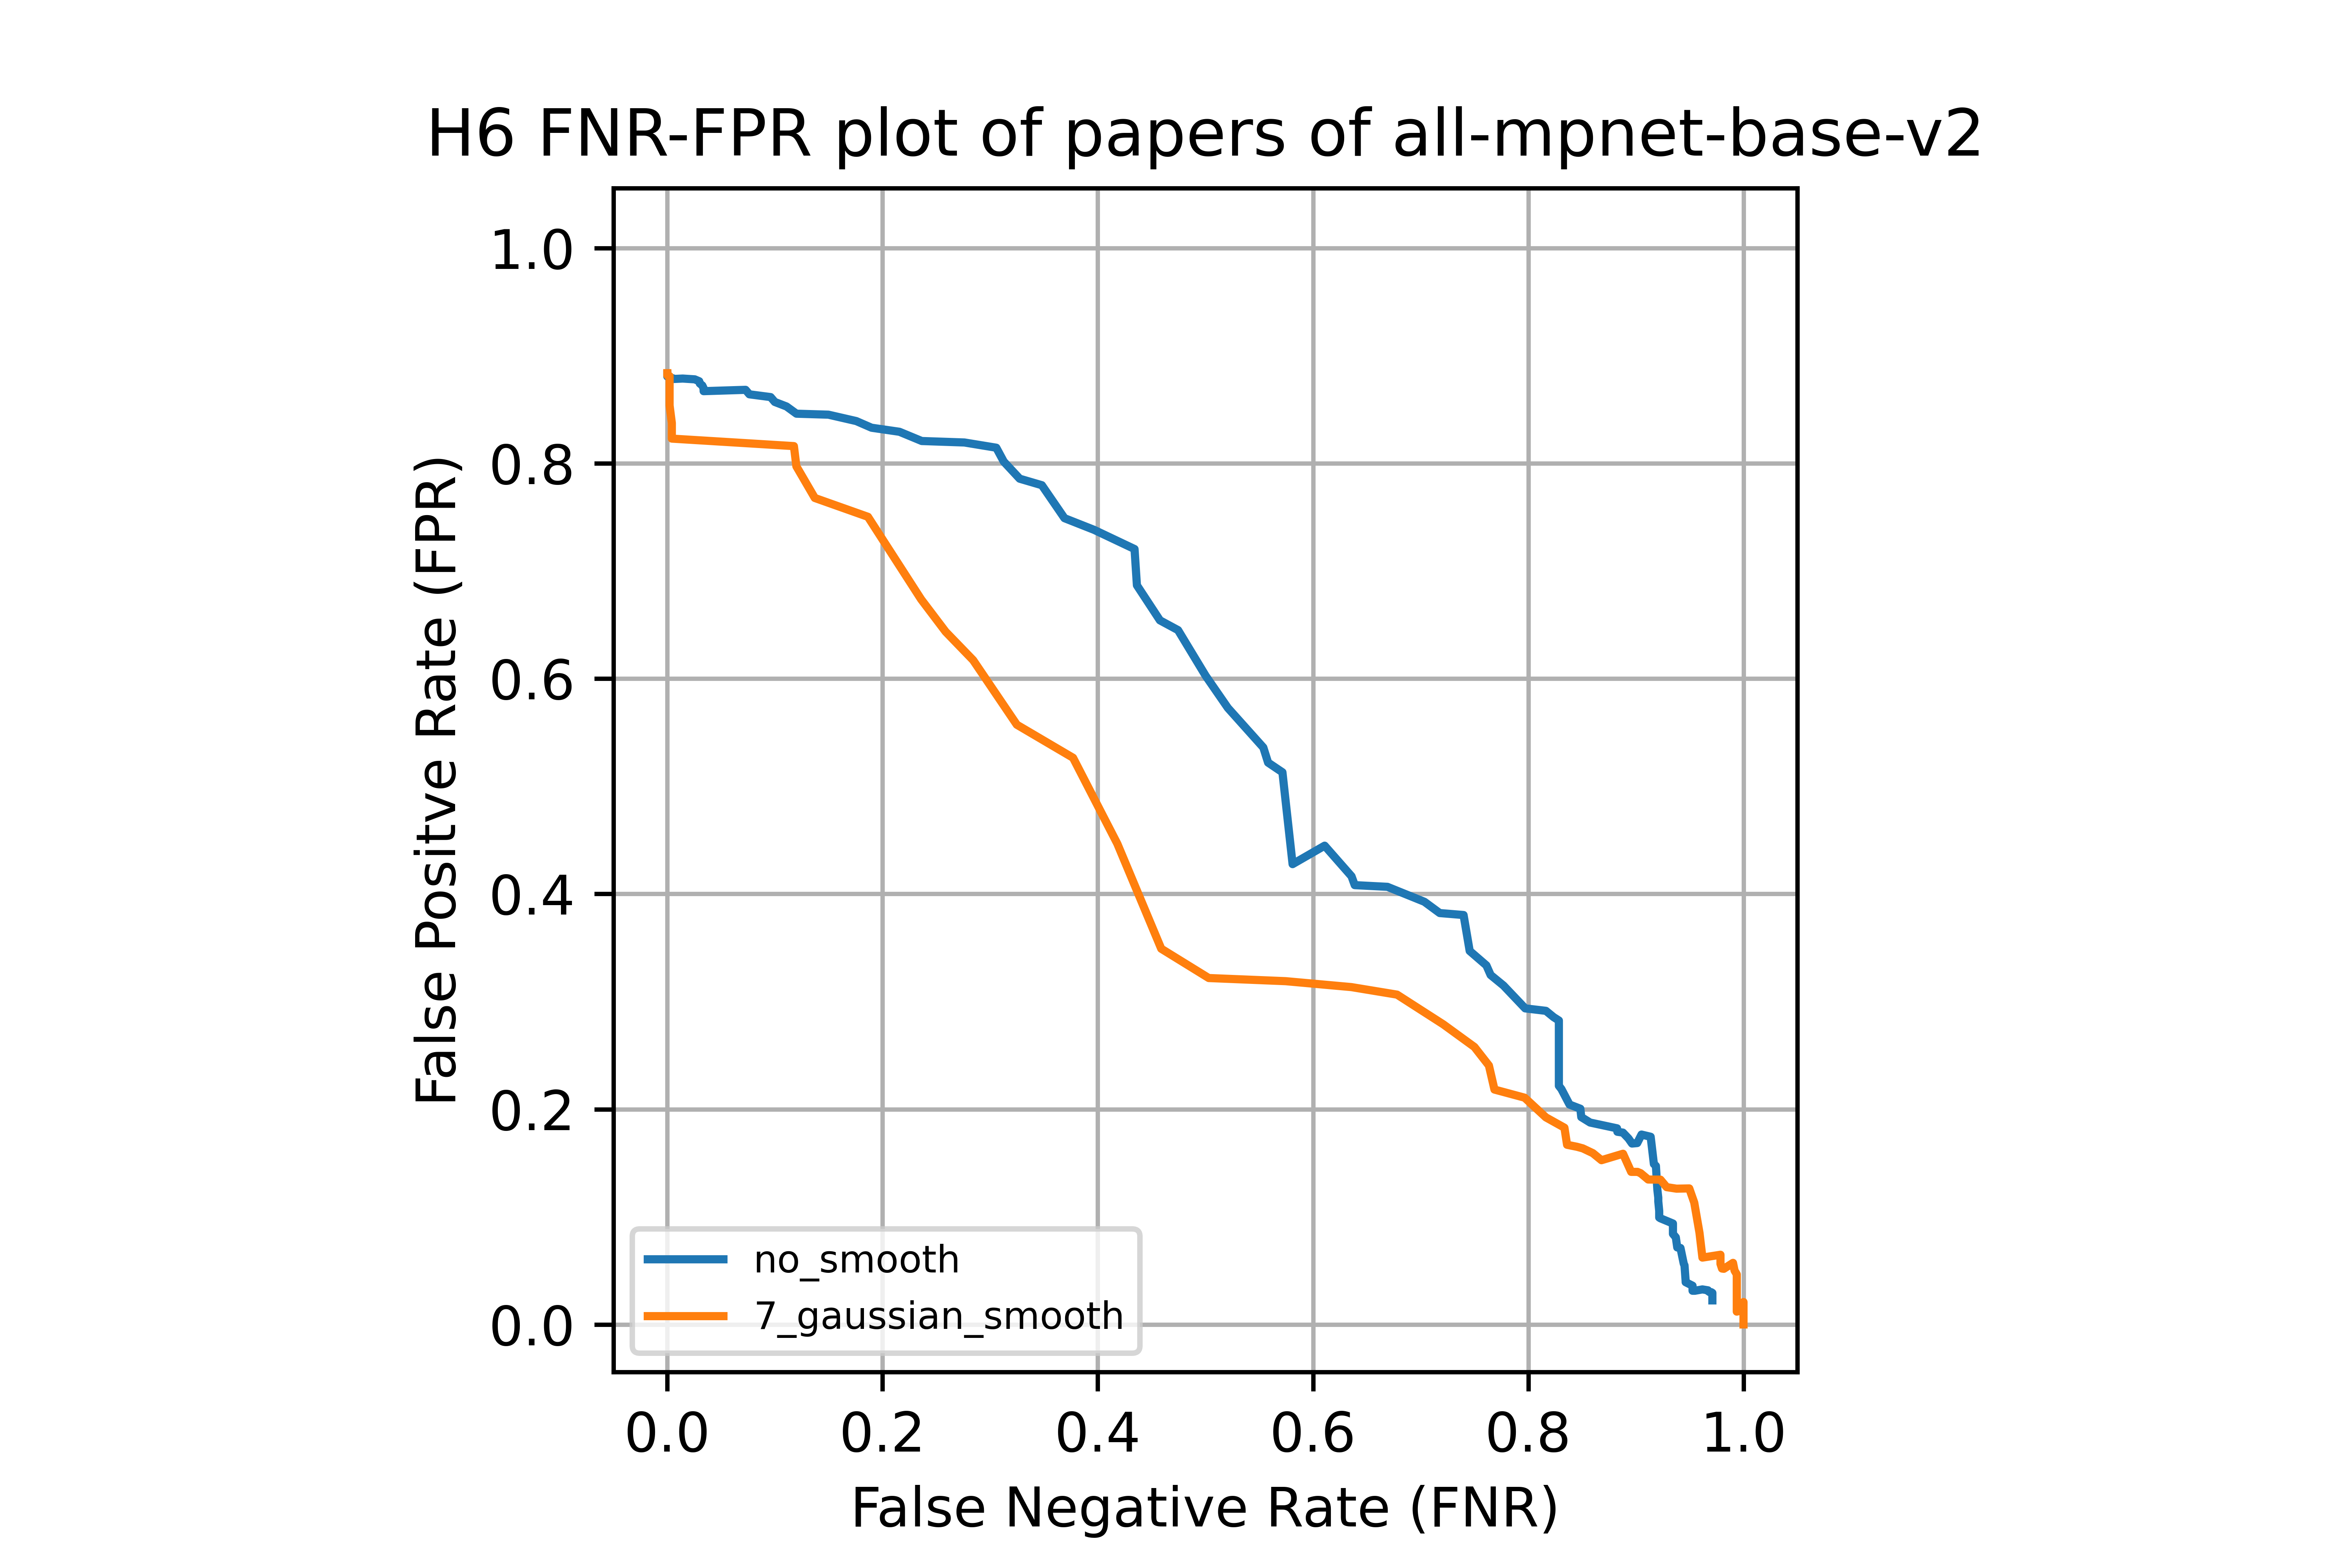 H6 FNR-FPR plot of papers of all-mpnet-base-v2
False Positve Rate (FPR)
1.0
0.8
0.6
0.4
0.2
0.0
no_smooth
7_gaussian_smooth
0.0 0.2 0.4 0.6 0.8 1.0
False Negative Rate (FNR)